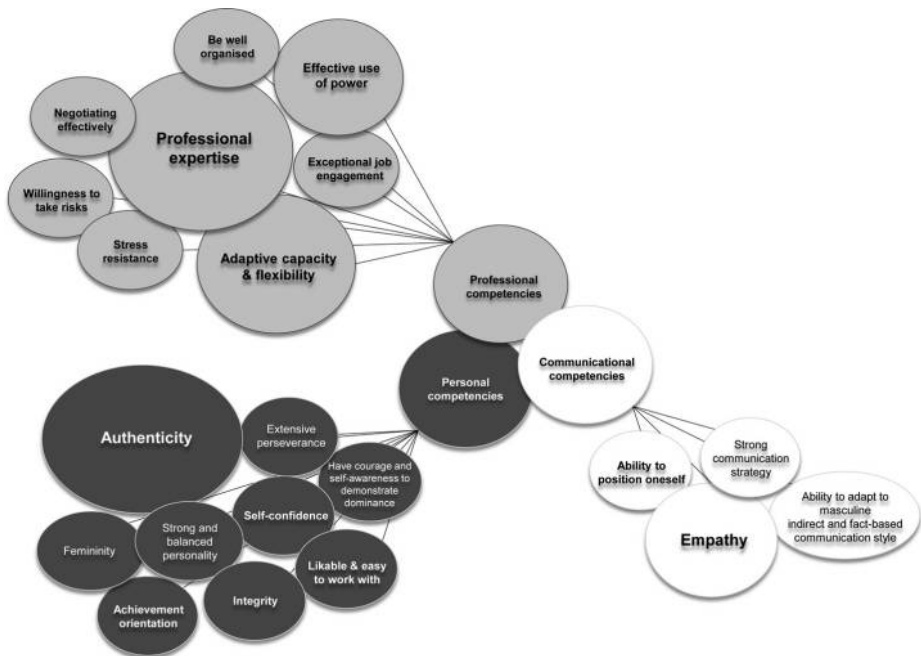 Be well
organised
Effective use
of power
Negotiating
effectively
Professional
expertise
Exceptional job
engagement
Willingness to
take risks
Stress
resistance
Adaptive capacity
& flexibility
Professional
competencies
Communicational
competencies
Personal
competencies
Authenticity
Extensive
perseverance
Have courage and
self-awareness to
demonstrate
dominance
Self-confidence
Strong and
balanced
personality
Femininity
Likable & easy
to work with
Integrity
Achievement
orientation
Ability to
position oneself
Strong
communication
strategy
Empathy
Ability to adapt to
masculine
indirect and fact-based
communication style